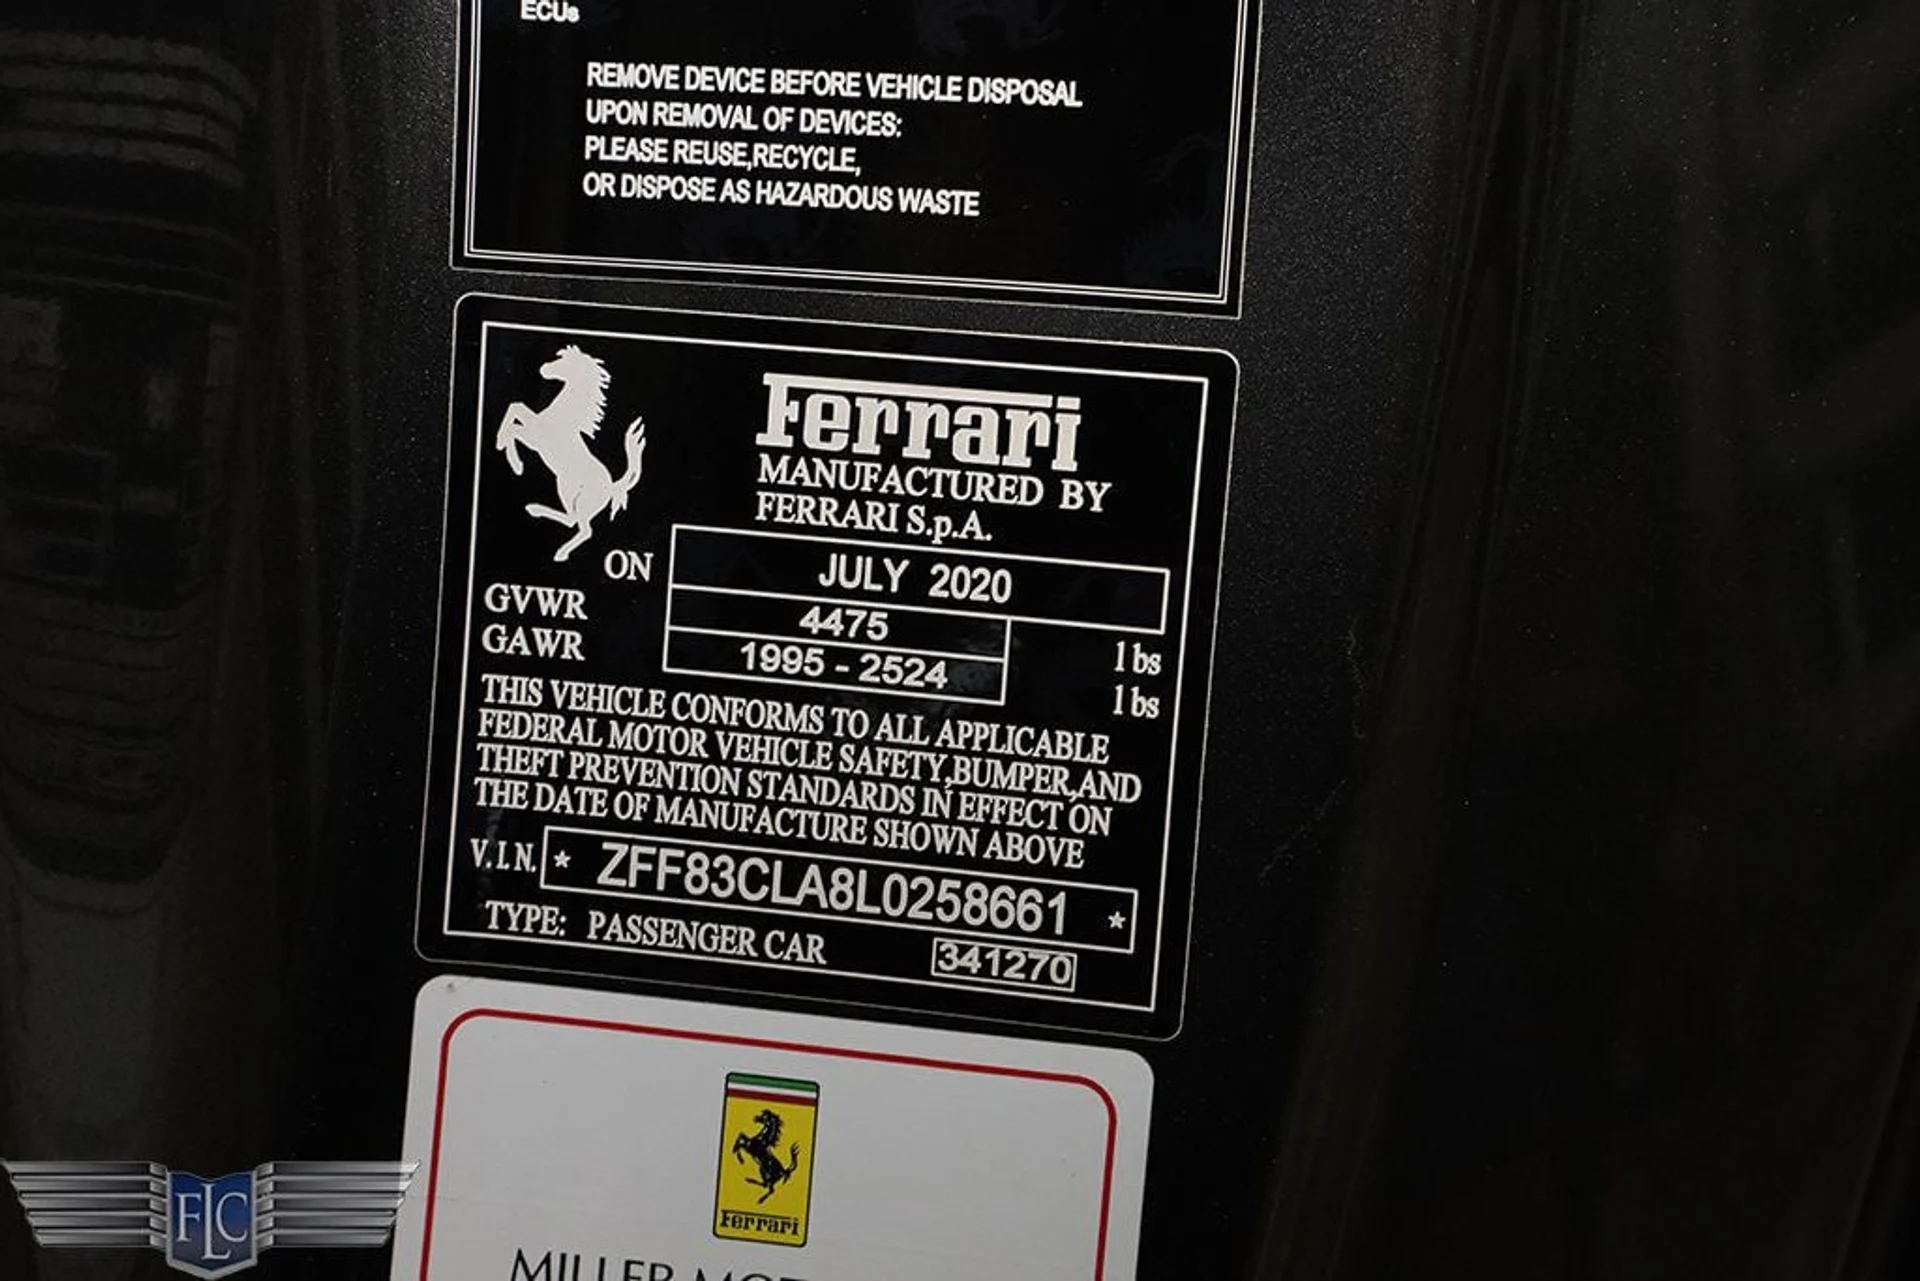 ECUs
REMOVE DEVICE BEFORE VEHICLE DISPOSAL
UPON REMOVAL OF DEVICES:
PLEASE REUSE,RECYCLE,
OR DISPOSE AS HAZARDOUS WASTE
Ferrari
MANUFACTURED BY
FERRARI S.p.A.
ON JULY 2020
GVWR 4475 lbs
GAWR 1995 - 2524 lbs
THIS VEHICLE CONFORMS TO ALL APPLICABLE
FEDERAL MOTOR VEHICLE SAFETY,BUMPER,AND
THEFT PREVENTION STANDARDS IN EFFECT ON
THE DATE OF MANUFACTURE SHOWN ABOVE
V.I.N. * ZFF83CLA8L0258661 *
TYPE: PASSENGER CAR 341270
Ferrari
MILLER
FLC